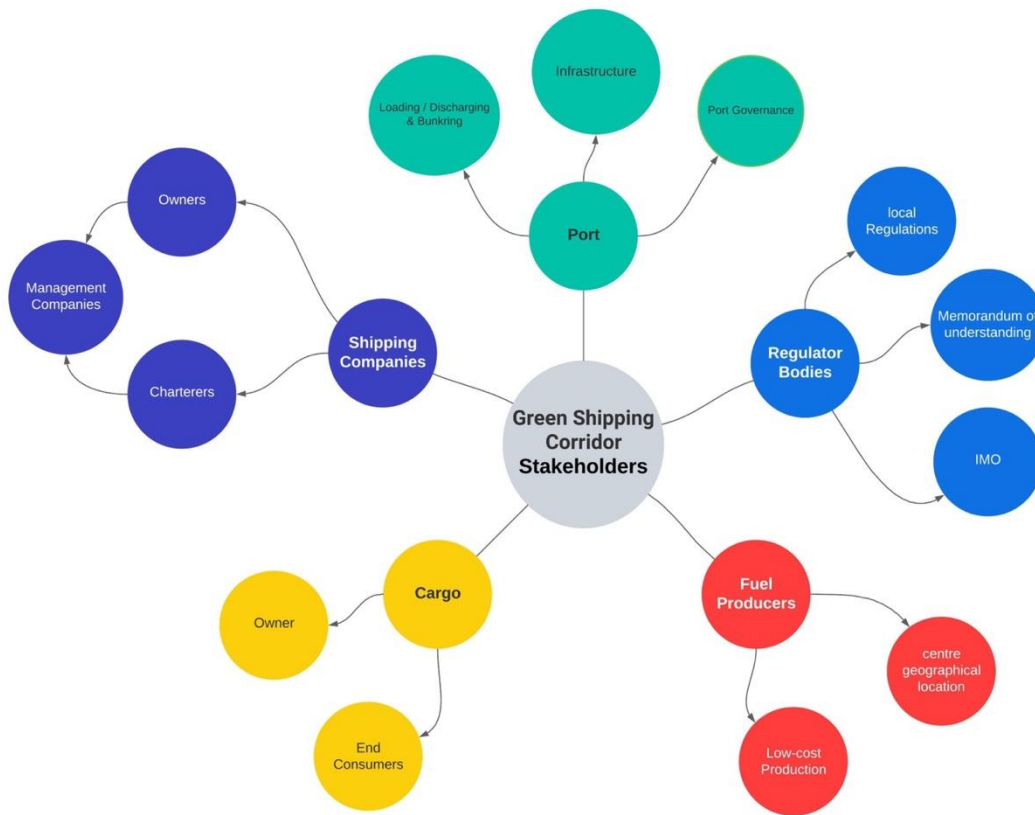 Infrastructure
Loading / Discharging
& Bunkring
Port Governance
Port
Owners
Management
Companies
Charterers
Shipping
Companies
local
Regulations
Memorandum of
understanding
Regulator
Bodies
IMO
Green Shipping
Corridor
Stakeholders
Cargo
Owner
End
Consumers
Fuel
Producers
centre
geographical
location
Low-cost
Production